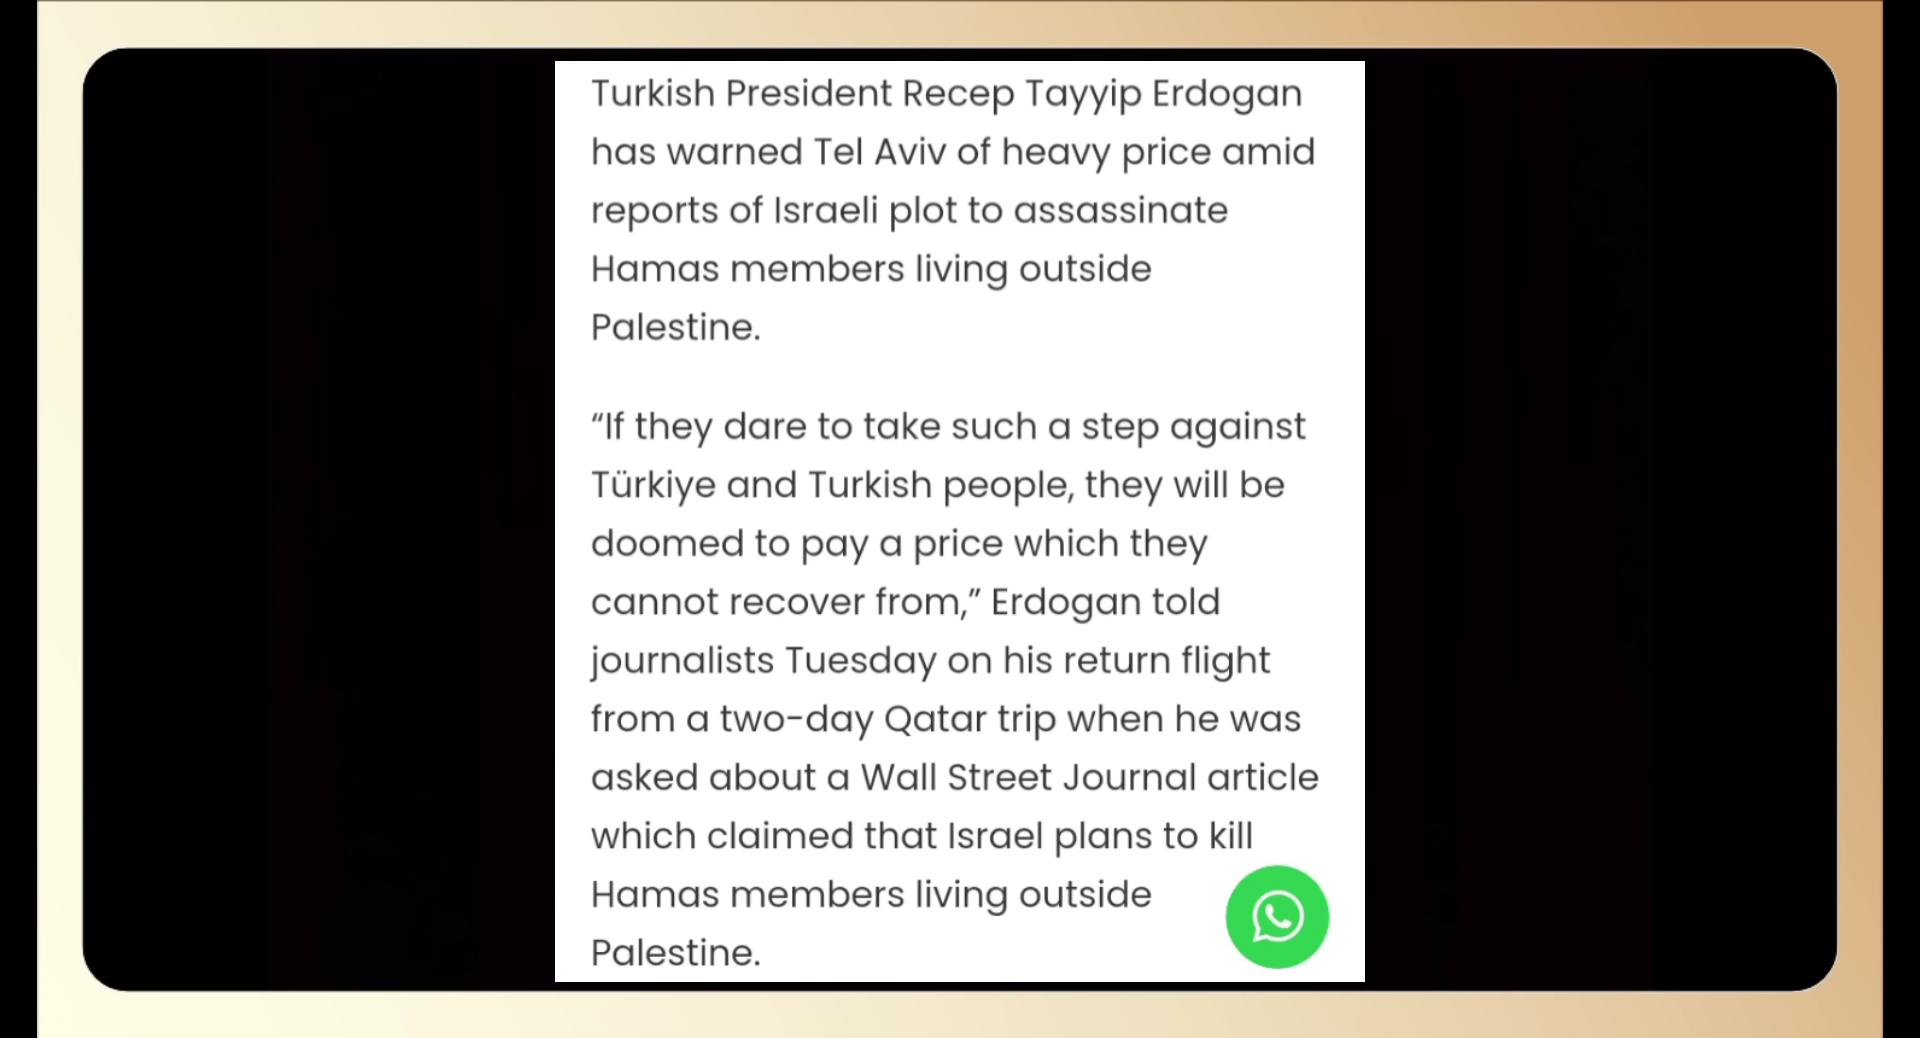 Turkish President Recep Tayyip Erdogan
has warned Tel Aviv of heavy price amid
reports of Israeli plot to assassinate
Hamas members living outside
Palestine.
“If they dare to take such a step against
Türkiye and Turkish people, they will be
doomed to pay a price which they
cannot recover from,” Erdogan told
journalists Tuesday on his return flight
from a two-day Qatar trip when he was
asked about a Wall Street Journal article
which claimed that Israel plans to kill
Hamas members living outside
Palestine.